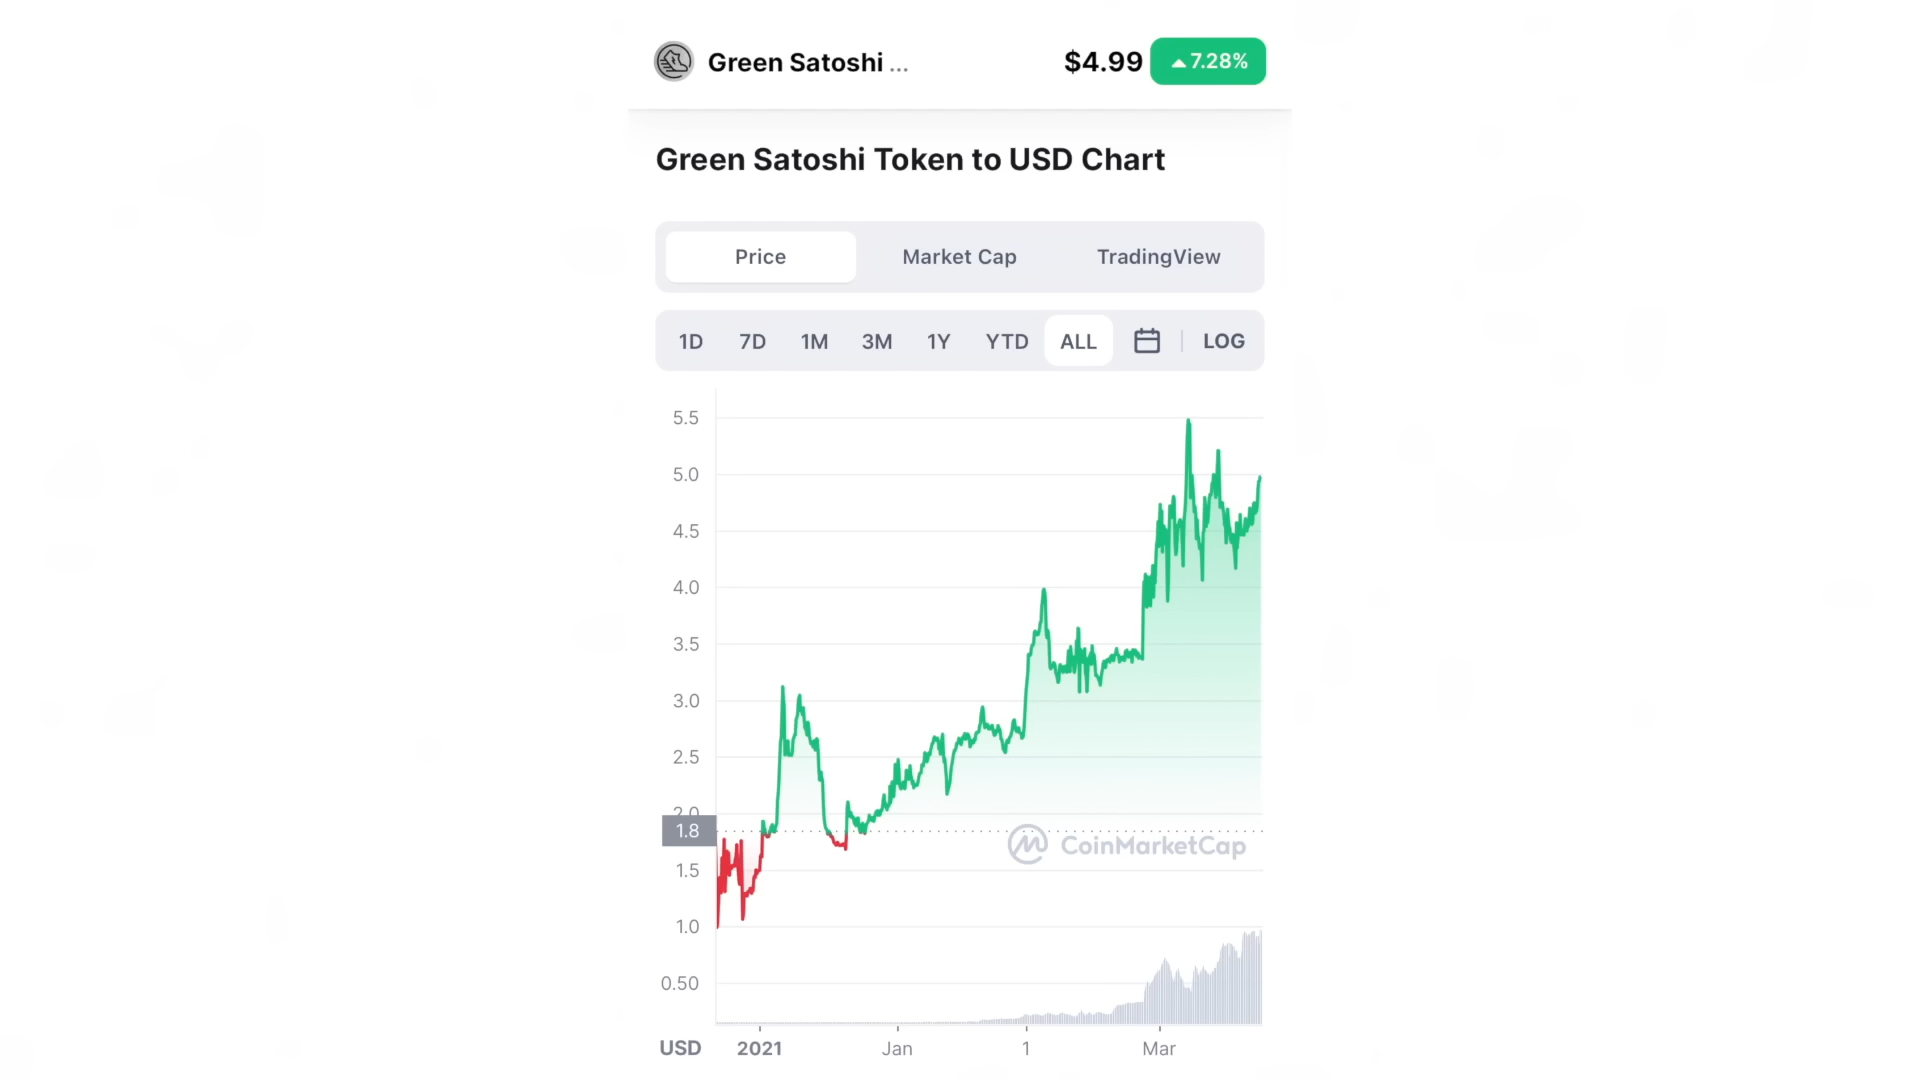 Green Satoshi ... $4.99 7.28%
Green Satoshi Token to USD Chart
Price Market Cap TradingView
1D 7D 1M 3M 1Y YTD ALL LOG
5.5
5.0
4.5
4.0
3.5
3.0
2.5
2.0
1.8
CoinMarketCap
1.5
1.0
0.50
USD 2021 Jan 1 Mar